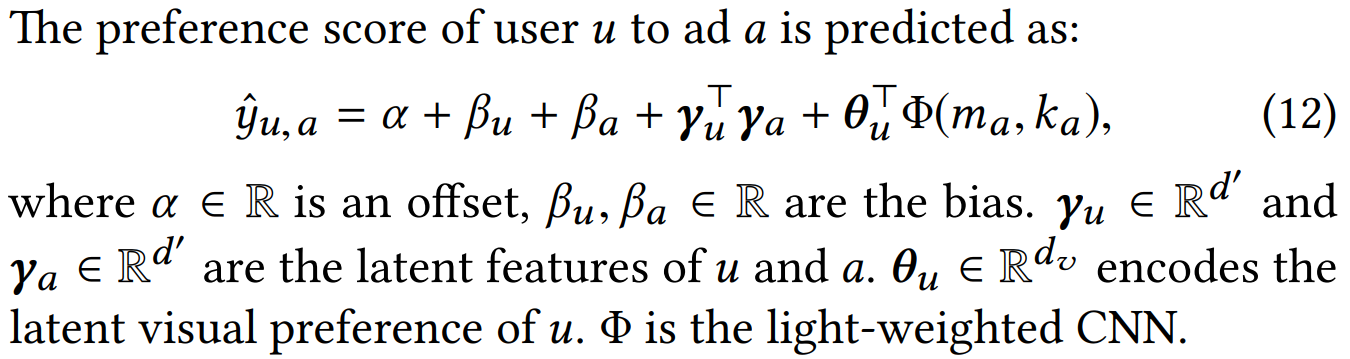 The preference score of user u to ad a is predicted as:
ŷ_{u,a} = α + β_u + β_a + γ_u^⊤ γ_a + θ_u^⊤ Φ(m_a, k_a), (12)
where α ∈ ℝ is an offset, β_u, β_a ∈ ℝ are the bias. γ_u ∈ ℝ^{d′} and
γ_a ∈ ℝ^{d′} are the latent features of u and a. θ_u ∈ ℝ^{d_v} encodes the
latent visual preference of u. Φ is the light-weighted CNN.